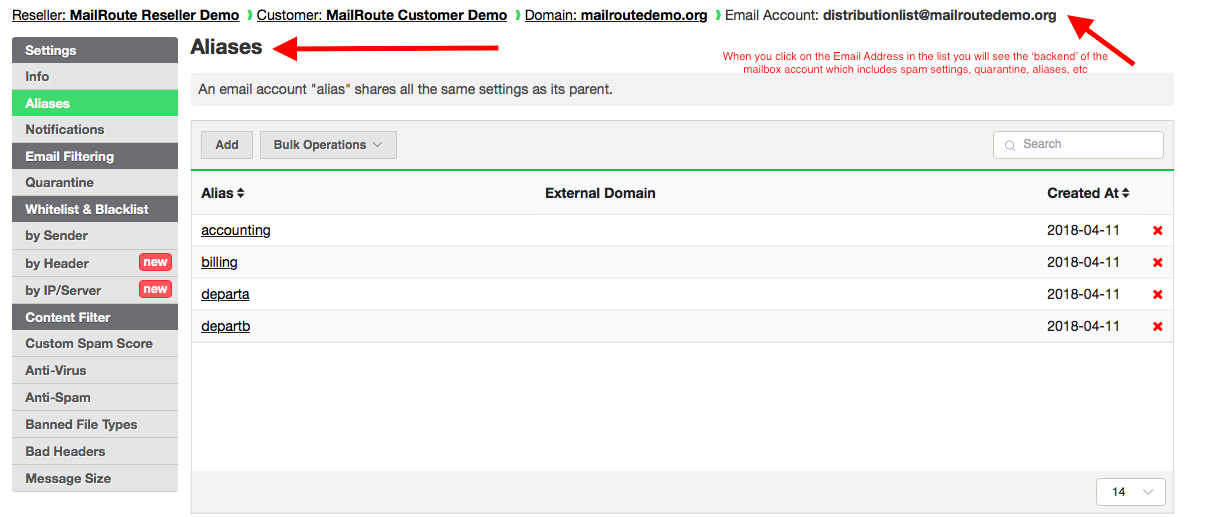 Reseller: MailRoute Reseller Demo Customer: MailRoute Customer Demo Domain: mailroutedemo.org Email Account: distributionlist@mailroutedemo.org
When you click on the Email Address in the list you will see the 'backend' of the
mailbox account which includes spam settings, quarantine, aliases, etc
Settings
Info
Aliases
Notifications
Email Filtering
Quarantine
Whitelist & Blacklist
by Sender
by Header new
by IP/Server new
Content Filter
Custom Spam Score
Anti-Virus
Anti-Spam
Banned File Types
Bad Headers
Message Size
Aliases
An email account "alias" shares all the same settings as its parent.
Add Bulk Operations Search
Alias External Domain Created At
accounting 2018-04-11
billing 2018-04-11
departa 2018-04-11
departb 2018-04-11
14